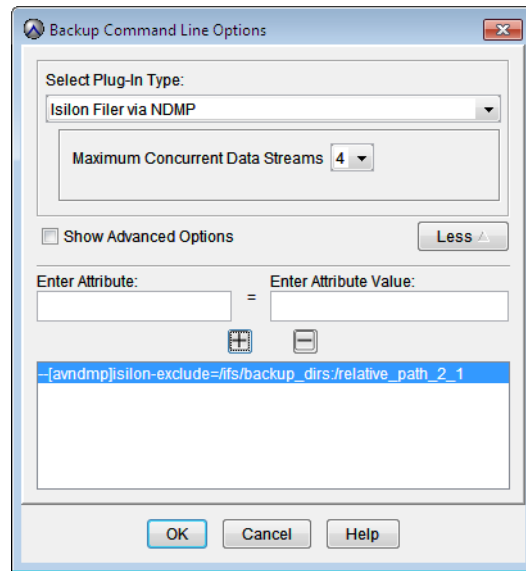 Backup Command Line Options
Select Plug-In Type:
Isilon Filer via NDMP
Maximum Concurrent Data Streams 4
Show Advanced Options Less
Enter Attribute: Enter Attribute Value:
=
--[avndmp]isilon-exclude=/ifs/backup_dirs:/relative_path_2_1
OK Cancel Help